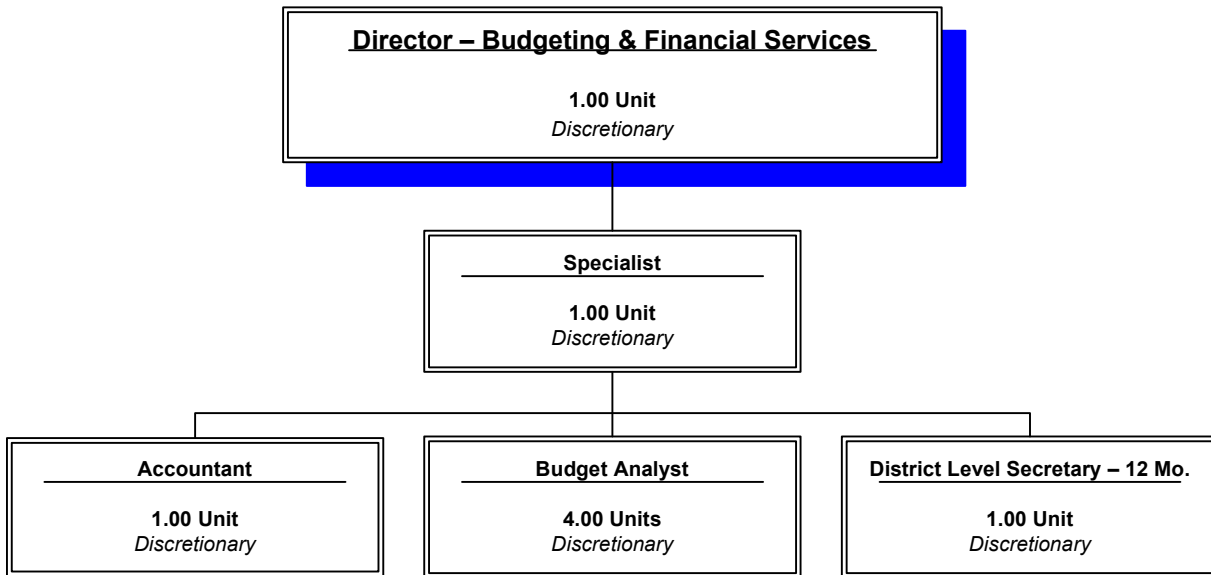 Director – Budgeting & Financial Services
1.00 Unit
Discretionary
Specialist
1.00 Unit
Discretionary
Accountant
1.00 Unit
Discretionary
Budget Analyst
4.00 Units
Discretionary
District Level Secretary – 12 Mo.
1.00 Unit
Discretionary